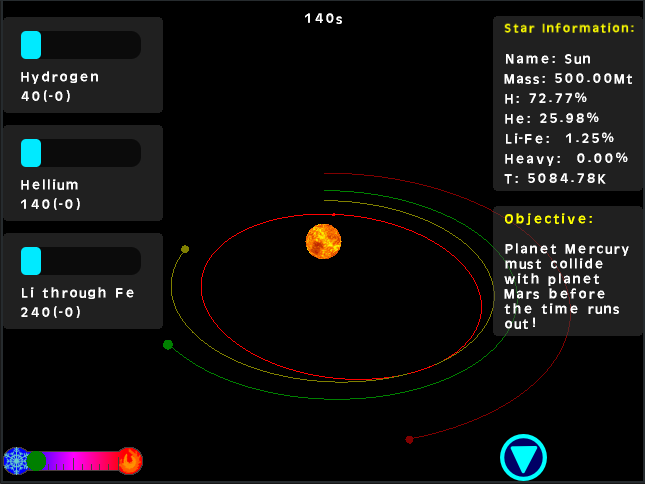 140s
Hydrogen
40(-0)
Hellium
140(-0)
Li through Fe
240(-0)
Star Information:
Name: Sun
Mass: 500.00Mt
H: 72.77%
He: 25.98%
Li-Fe: 1.25%
Heavy: 0.00%
T: 5084.78K
Objective:
Planet Mercury
must collide
with planet
Mars before
the time runs
out!